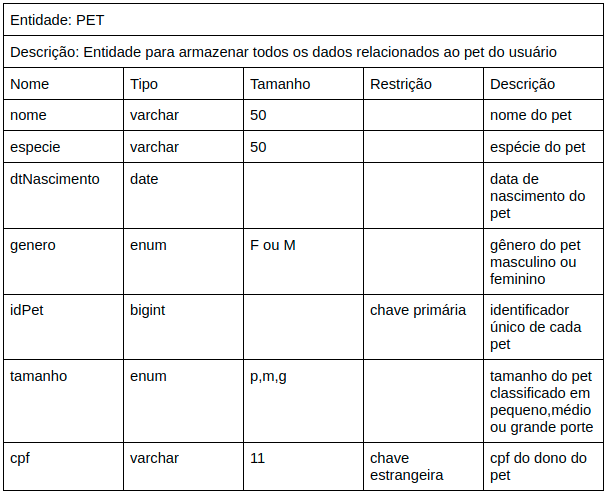 Entidade: PET
Descrição: Entidade para armazenar todos os dados relacionados ao pet do usuário
Nome Tipo Tamanho Restrição Descrição
nome varchar 50 nome do pet
especie varchar 50 espécie do pet
dtNascimento date data de
nascimento do
pet
genero enum F ou M gênero do pet
masculino ou
feminino
idPet bigint chave primária identificador
único de cada
pet
tamanho enum p,m,g tamanho do pet
classificado em
pequeno,médio
ou grande porte
cpf varchar 11 chave cpf do dono do
estrangeira pet